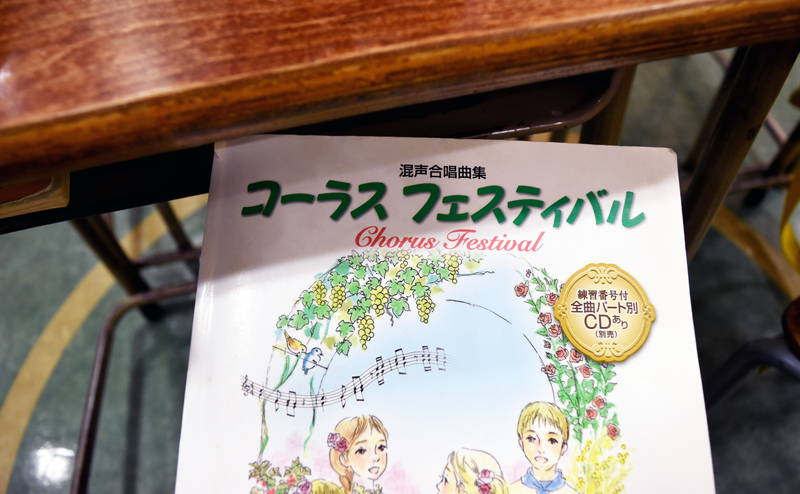 混声合唱曲集
コーラス フェスティバル
Chorus Festival
練習番号付
全曲パート別
CDあり
(別売)